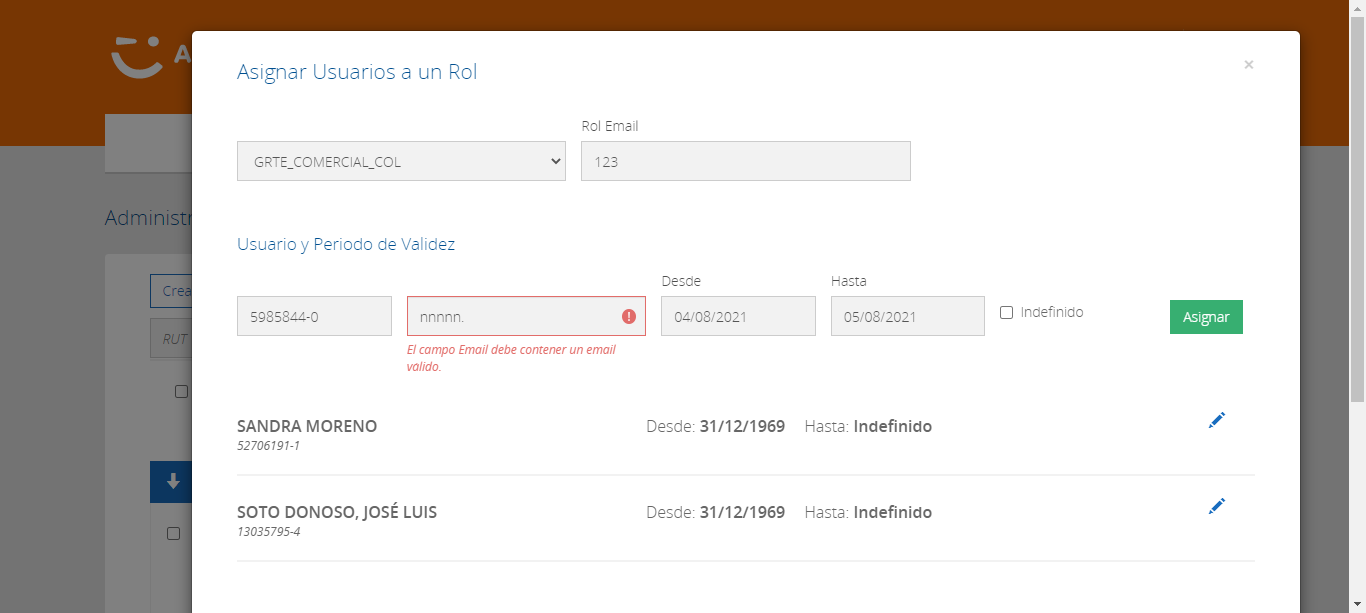 A
Asignar Usuarios a un Rol
×
Rol Email
GRTE_COMERCIAL_COL
123
Administr
Usuario y Periodo de Validez
Desde
Hasta
Crea
5985844-0
nnnnn.
04/08/2021
05/08/2021
Indefinido
Asignar
RUT
El campo Email debe contener un email
valido.
SANDRA MORENO
Desde: 31/12/1969 Hasta: Indefinido
52706191-1
SOTO DONOSO, JOSÉ LUIS
Desde: 31/12/1969 Hasta: Indefinido
13035795-4